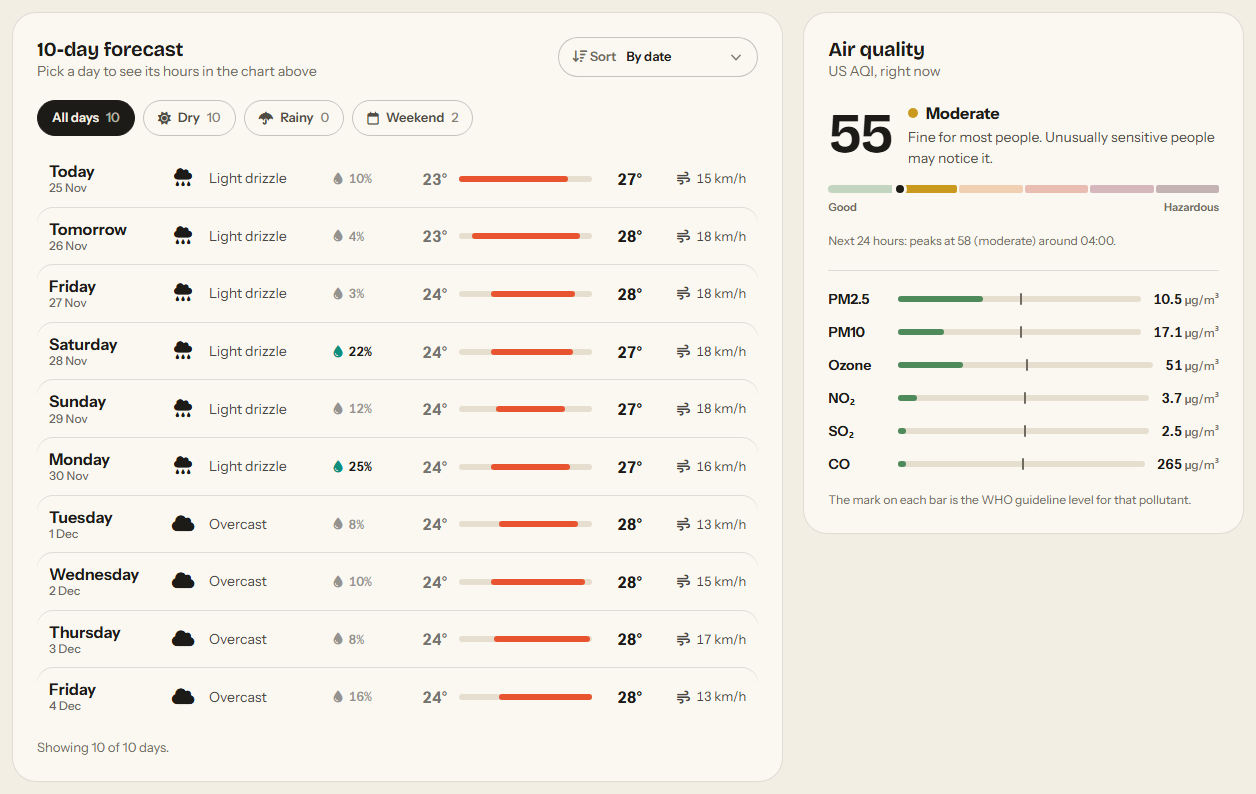 10-day forecast
Pick a day to see its hours in the chart above
Sort By date
All days 10 Dry 10 Rainy 0 Weekend 2
Today
25 Nov
Light drizzle 10% 23° 27° 15 km/h
Tomorrow
26 Nov
Light drizzle 4% 23° 28° 18 km/h
Friday
27 Nov
Light drizzle 3% 24° 28° 18 km/h
Saturday
28 Nov
Light drizzle 22% 24° 27° 18 km/h
Sunday
29 Nov
Light drizzle 12% 24° 27° 18 km/h
Monday
30 Nov
Light drizzle 25% 24° 27° 16 km/h
Tuesday
1 Dec
Overcast 8% 24° 28° 13 km/h
Wednesday
2 Dec
Overcast 10% 24° 28° 15 km/h
Thursday
3 Dec
Overcast 8% 24° 28° 17 km/h
Friday
4 Dec
Overcast 16% 24° 28° 13 km/h
Showing 10 of 10 days.
Air quality
US AQI, right now
55
Moderate
Fine for most people. Unusually sensitive people
may notice it.
Good Hazardous
Next 24 hours: peaks at 58 (moderate) around 04:00.
PM2.5 10.5 µg/m³
PM10 17.1 µg/m³
Ozone 51 µg/m³
NO₂ 3.7 µg/m³
SO₂ 2.5 µg/m³
CO 265 µg/m³
The mark on each bar is the WHO guideline level for that pollutant.